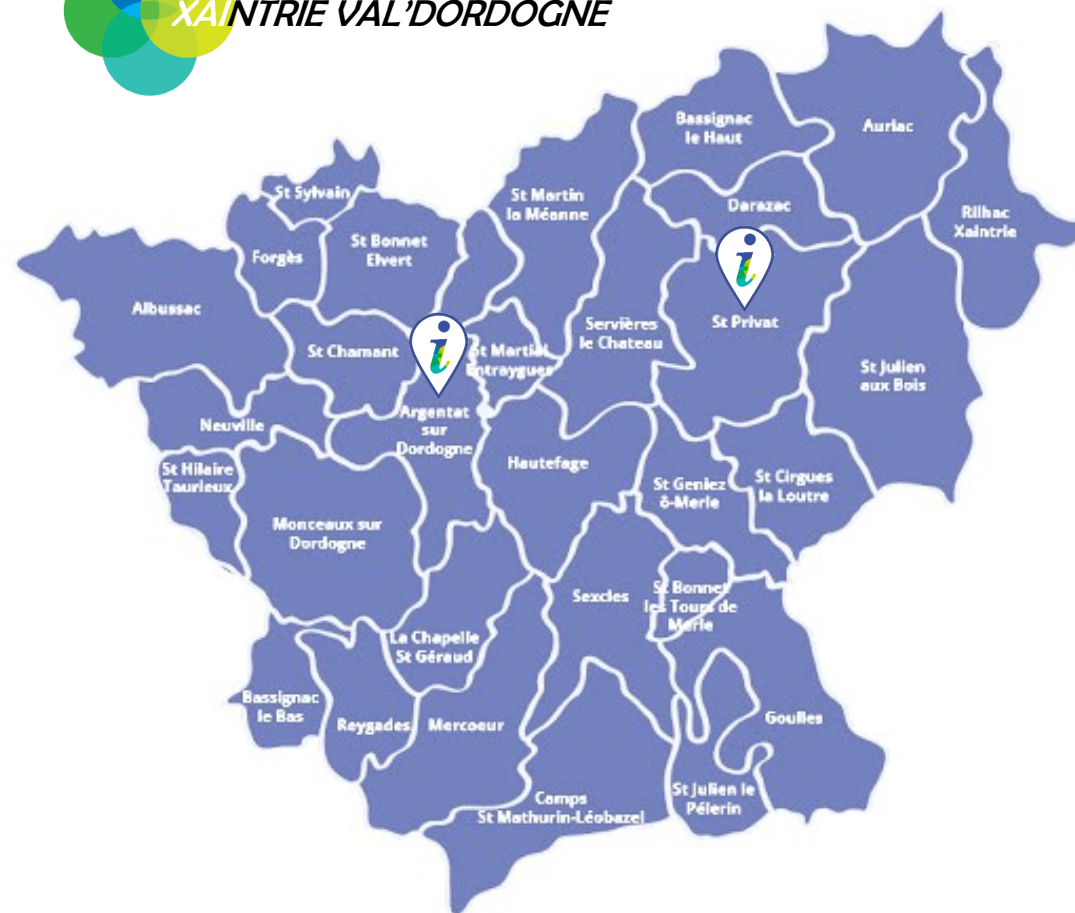 XAINTRIE VAL'DORDOGNE
Bassignac
le Haut
Auriac
St Sylvain
St Martin
la Méanne
Darazac
Rilhac
Xaintrie
Forgès
St Bonnet
Elvert
Albussac
i
St Privat
Servières
le Chateau
i
St Chamant
St Martial
Entraygues
St Julien
aux Bois
Neuville
Argentat
sur
Dordogne
Hautefage
St Hilaire
Taurieux
St Geniez
ô-Merle
St Cirgues
la Loutre
Monceaux sur
Dordogne
Sexcles
St Bonnet
les Tours de
Merle
La Chapelle
St Géraud
Bassignac
le Bas
Reygades
Mercoeur
Goulles
Camps
St Mathurin-Léobazel
St Julien le
Pélerin